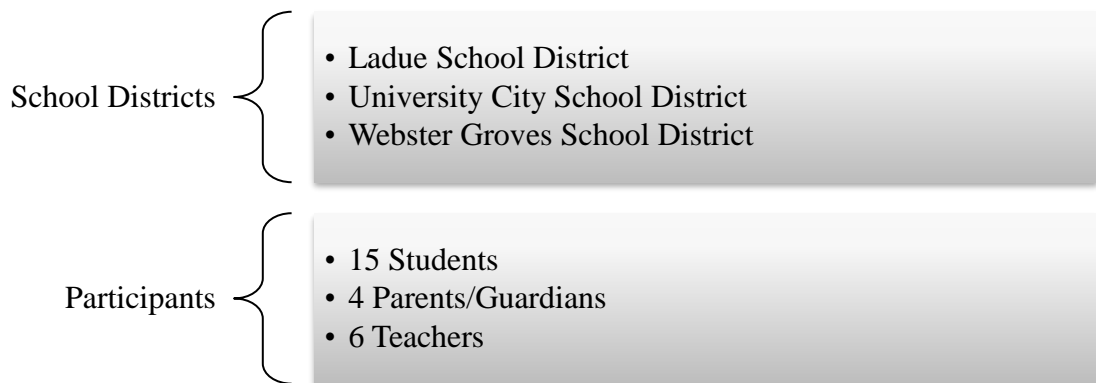 School Districts
• Ladue School District
• University City School District
• Webster Groves School District
Participants
• 15 Students
• 4 Parents/Guardians
• 6 Teachers